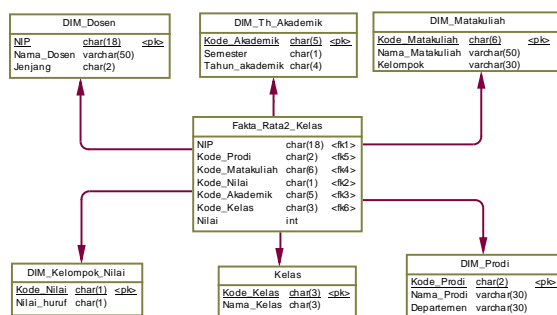 DIM_Dosen
NIP char(18) <pk>
Nama_Dosen varchar(50)
Jenjang char(2)
DIM_Th_Akademik
Kode_Akademik char(5) <pk>
Semester char(1)
Tahun_akademik char(4)
DIM_Matakuliah
Kode_Matakuliah char(6) <pk>
Nama_Matakuliah varchar(50)
Kelompok varchar(30)
Fakta_Rata2_Kelas
NIP char(18) <fk1>
Kode_Prodi char(2) <fk5>
Kode_Matakuliah char(6) <fk4>
Kode_Nilai char(1) <fk2>
Kode_Akademik char(5) <fk3>
Kode_Kelas char(3) <fk6>
Nilai int
DIM_Kelompok_Nilai
Kode_Nilai char(1) <pk>
Nilai_huruf char(1)
Kelas
Kode_Kelas char(3) <pk>
Nama_Kelas char(3)
DIM_Prodi
Kode_Prodi char(2) <pk>
Nama_Prodi varchar(30)
Departemen varchar(30)